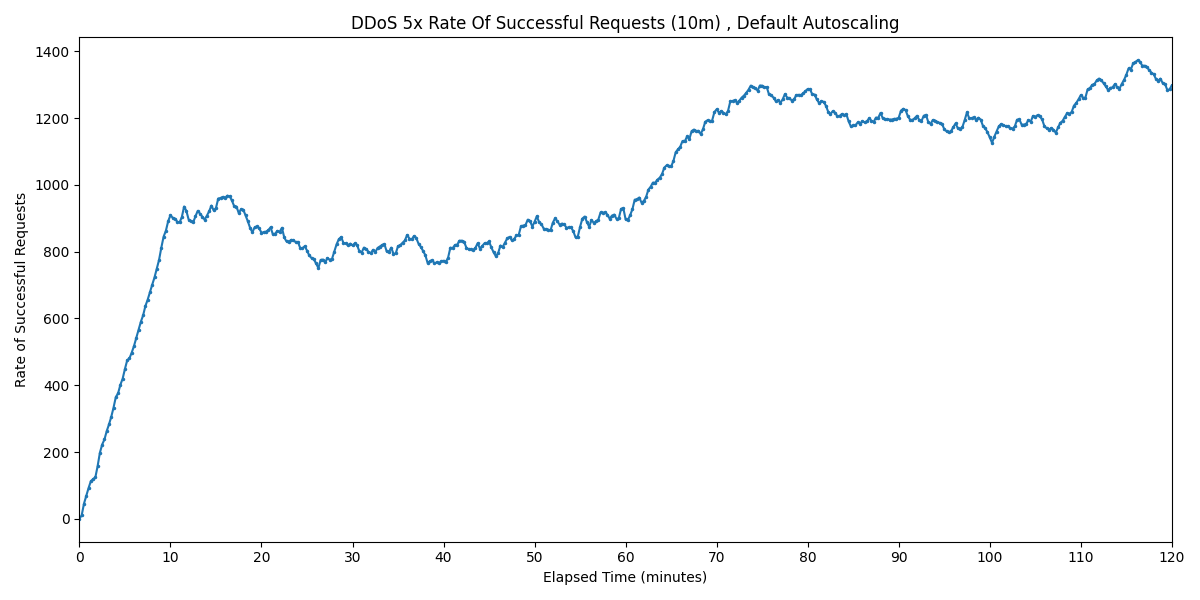 DDoS 5x Rate Of Successful Requests (10m) , Default Autoscaling
1400
1200
1000
800
600
400
200
0
Rate of Successful Requests
0 10 20 30 40 50 60 70 80 90 100 110 120
Elapsed Time (minutes)